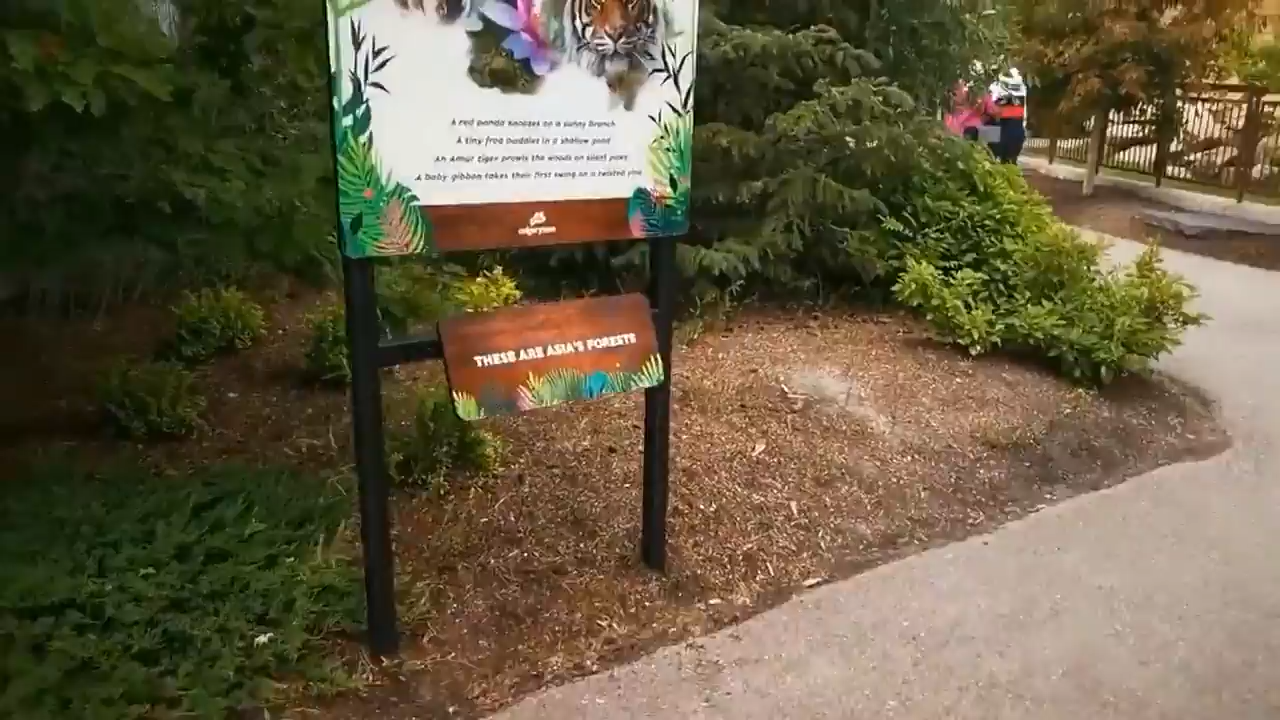 A red panda snoozes on a sunny branch
A tiny frog paddles in a shallow pond
An Amur tiger prowls the woods on silent paws
A baby gibbon takes their first swing on a twisted vine
calgaryzoo
THESE ARE ASIA'S FORESTS